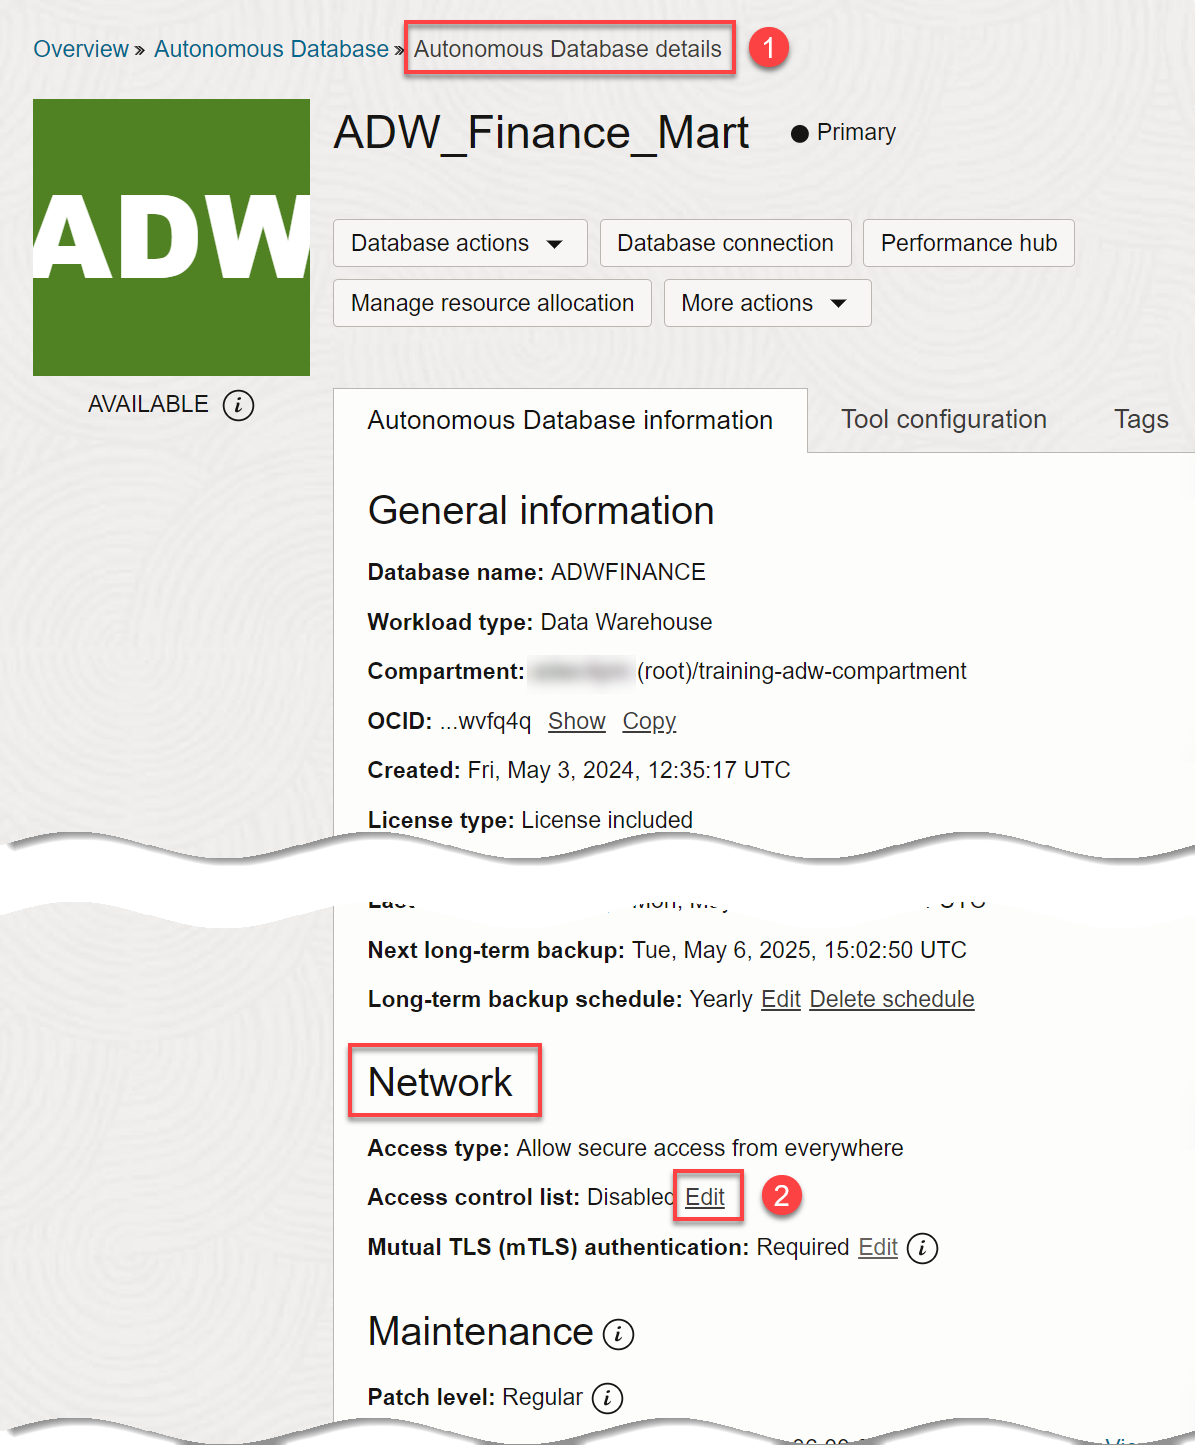 Overview » Autonomous Database » Autonomous Database details 1
ADW
ADW_Finance_Mart ● Primary
Database actions Database connection Performance hub
Manage resource allocation More actions
AVAILABLE i
Autonomous Database information Tool configuration Tags
General information
Database name: ADWFINANCE
Workload type: Data Warehouse
Compartment: (root)/training-adw-compartment
OCID: ...wvfq4q Show Copy
Created: Fri, May 3, 2024, 12:35:17 UTC
License type: License included
Next long-term backup: Tue, May 6, 2025, 15:02:50 UTC
Long-term backup schedule: Yearly Edit Delete schedule
Network
Access type: Allow secure access from everywhere
Access control list: Disabled Edit 2
Mutual TLS (mTLS) authentication: Required Edit i
Maintenance i
Patch level: Regular i